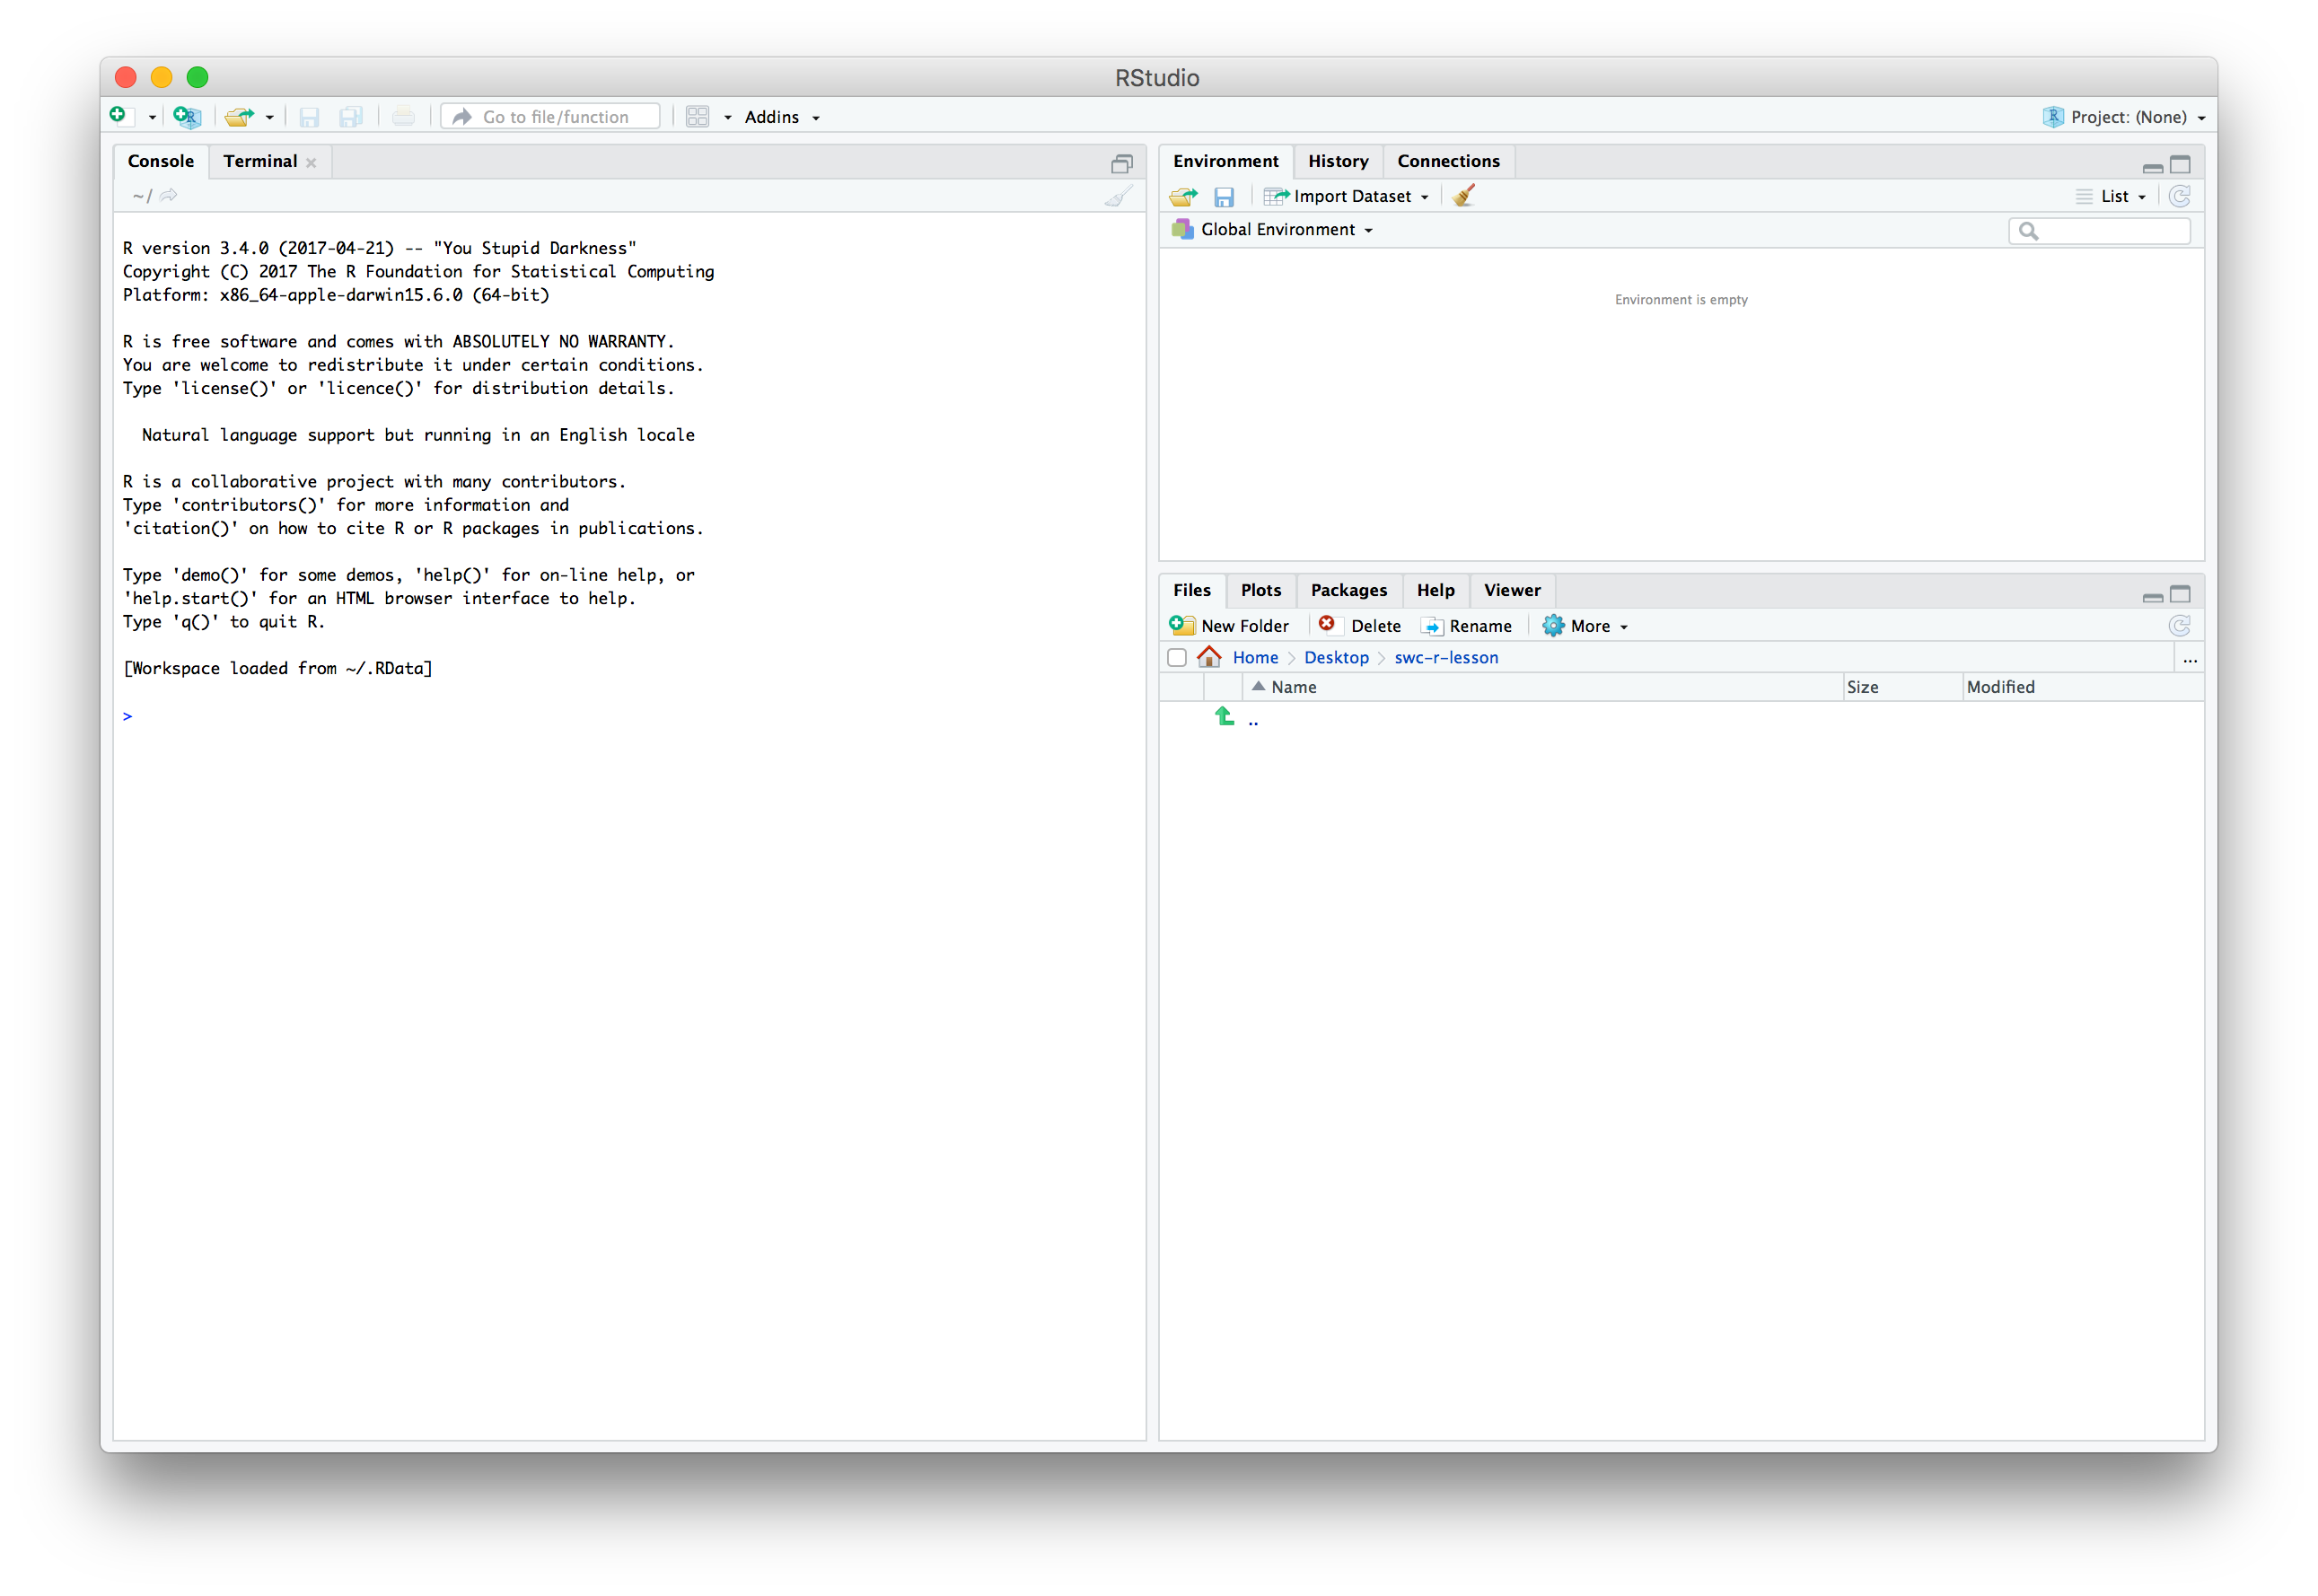 RStudio
Go to file/function
Addins
Project: (None)
Console
Terminal
~/
R version 3.4.0 (2017-04-21) -- "You Stupid Darkness"
Copyright (C) 2017 The R Foundation for Statistical Computing
Platform: x86_64-apple-darwin15.6.0 (64-bit)
R is free software and comes with ABSOLUTELY NO WARRANTY.
You are welcome to redistribute it under certain conditions.
Type 'license()' or 'licence()' for distribution details.
Natural language support but running in an English locale
R is a collaborative project with many contributors.
Type 'contributors()' for more information and
'citation()' on how to cite R or R packages in publications.
Type 'demo()' for some demos, 'help()' for on-line help, or
'help.start()' for an HTML browser interface to help.
Type 'q()' to quit R.
[Workspace loaded from ~/.RData]
>
Environment
History
Connections
Import Dataset
List
Global Environment
Environment is empty
Files
Plots
Packages
Help
Viewer
New Folder
Delete
Rename
More
Home
Desktop
swc-r-lesson
...
Name
Size
Modified
..